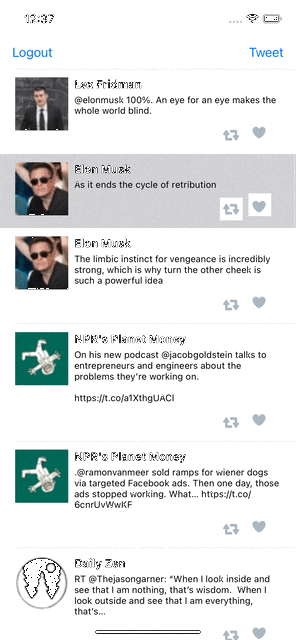 12:37
Logout Tweet
Lex Fridman
@elonmusk 100%. An eye for an eye makes the
whole world blind.
Elon Musk
As it ends the cycle of retribution
Elon Musk
The limbic instinct for vengeance is incredibly
strong, which is why turn the other cheek is
such a powerful idea
NPR's Planet Money
On his new podcast @jacobgoldstein talks to
entrepreneurs and engineers about the
problems they're working on.
https://t.co/a1XthgUACl
NPR's Planet Money
.@ramonvanmeer sold ramps for wiener dogs
via targeted Facebook ads. Then one day, those
ads stopped working. What... https://t.co/
6cnrUvWwKF
Daily Zen
RT @Thejasongarner: “When I look inside and
see that I am nothing, that’s wisdom.  When I
look outside and see that I am everything,
that’s...